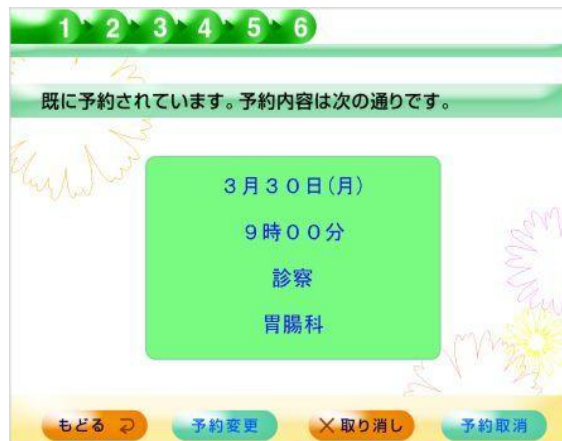 1 2 3 4 5 6
既に予約されています。予約内容は次の通りです。
3月30日(月)
9時00分
診察
胃腸科
もどる 予約変更 ×取り消し 予約取消